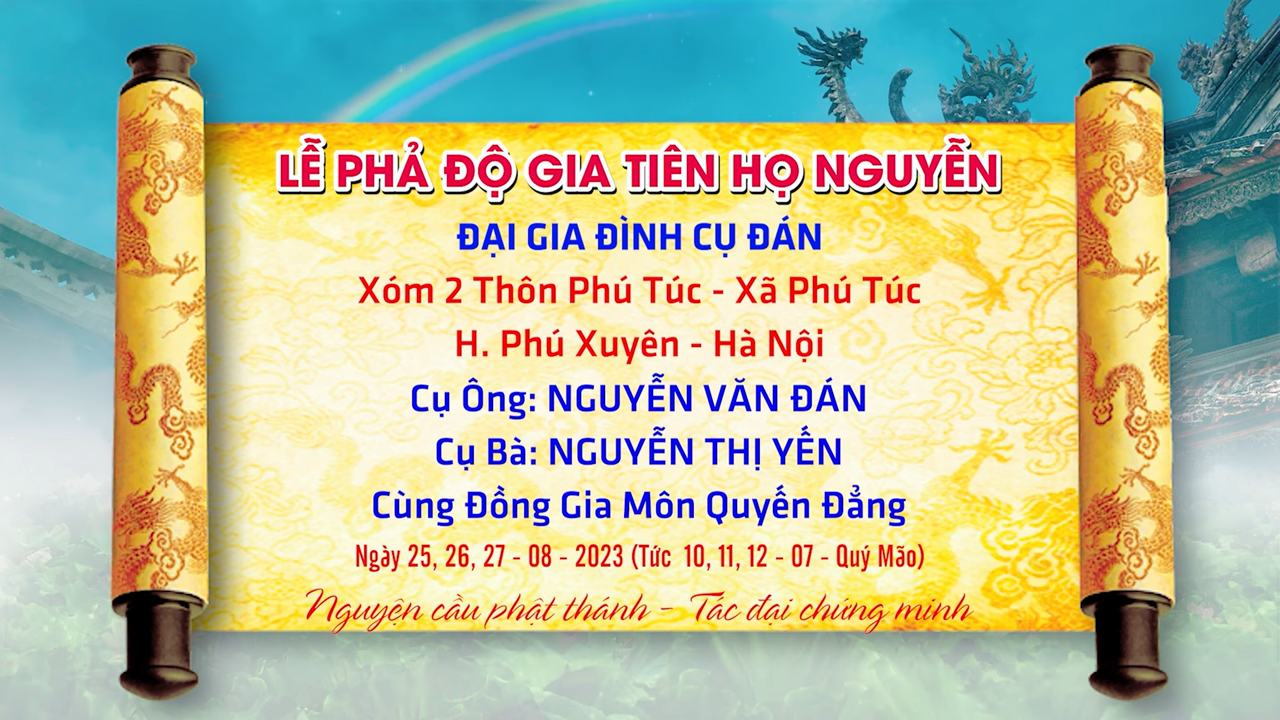 LỄ PHẢ ĐỘ GIA TIÊN HỌ NGUYỄN
ĐẠI GIA ĐÌNH CỤ ĐÁN
Xóm 2 Thôn Phú Túc - Xã Phú Túc
H. Phú Xuyên - Hà Nội
Cụ Ông: NGUYỄN VĂN ĐÁN
Cụ Bà: NGUYỄN THỊ YẾN
Cùng Đồng Gia Môn Quyến Đẳng
Ngày 25, 26, 27 - 08 - 2023 (Tức 10, 11, 12 - 07 - Quý Mão)
Nguyện cầu phật thánh - Tác đại chứng minh